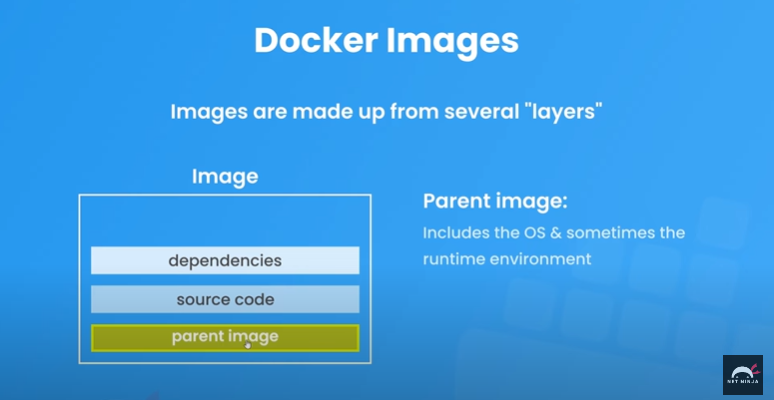 Docker Images
Images are made up from several "layers"
Image
dependencies
source code
parent image
Parent image:
Includes the OS & sometimes the
runtime environment
NET NINJA